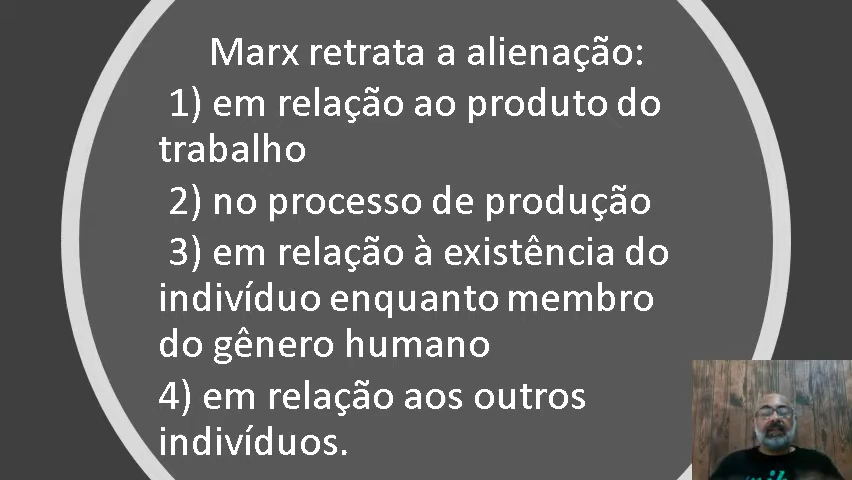 Marx retrata a alienação:
1) em relação ao produto do
trabalho
2) no processo de produção
3) em relação à existência do
indivíduo enquanto membro
do gênero humano
4) em relação aos outros
indivíduos.